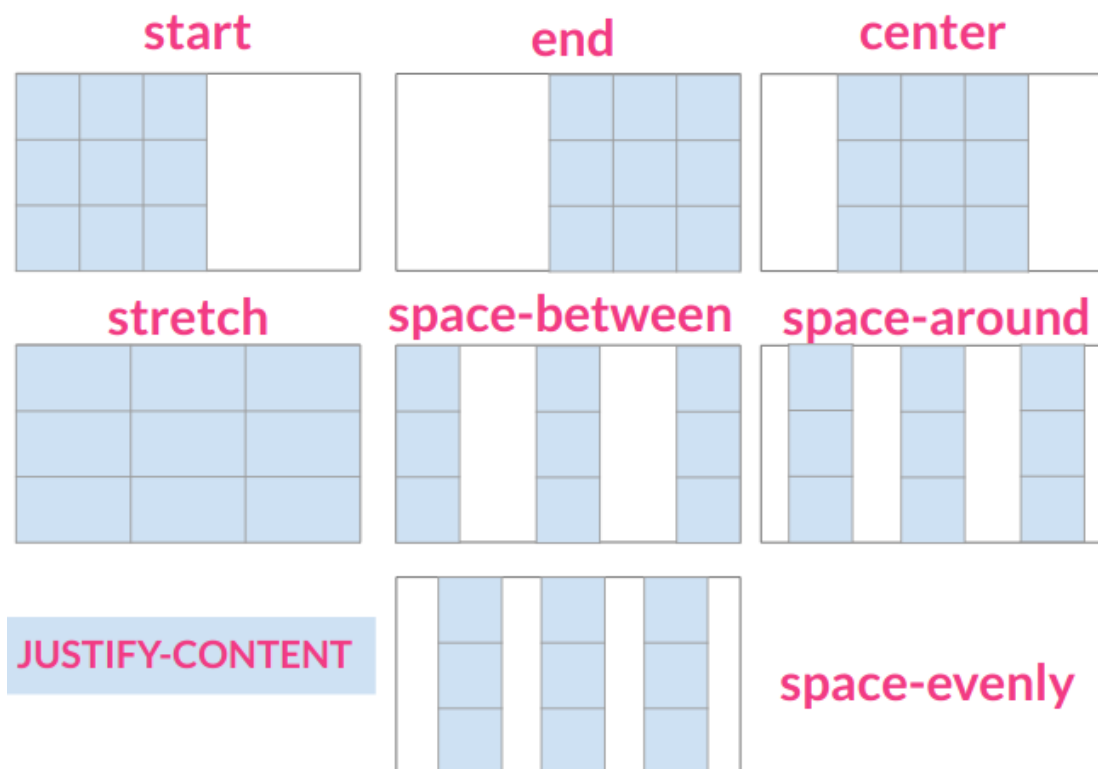 start
end
center
stretch
space-between
space-around
JUSTIFY-CONTENT
space-evenly